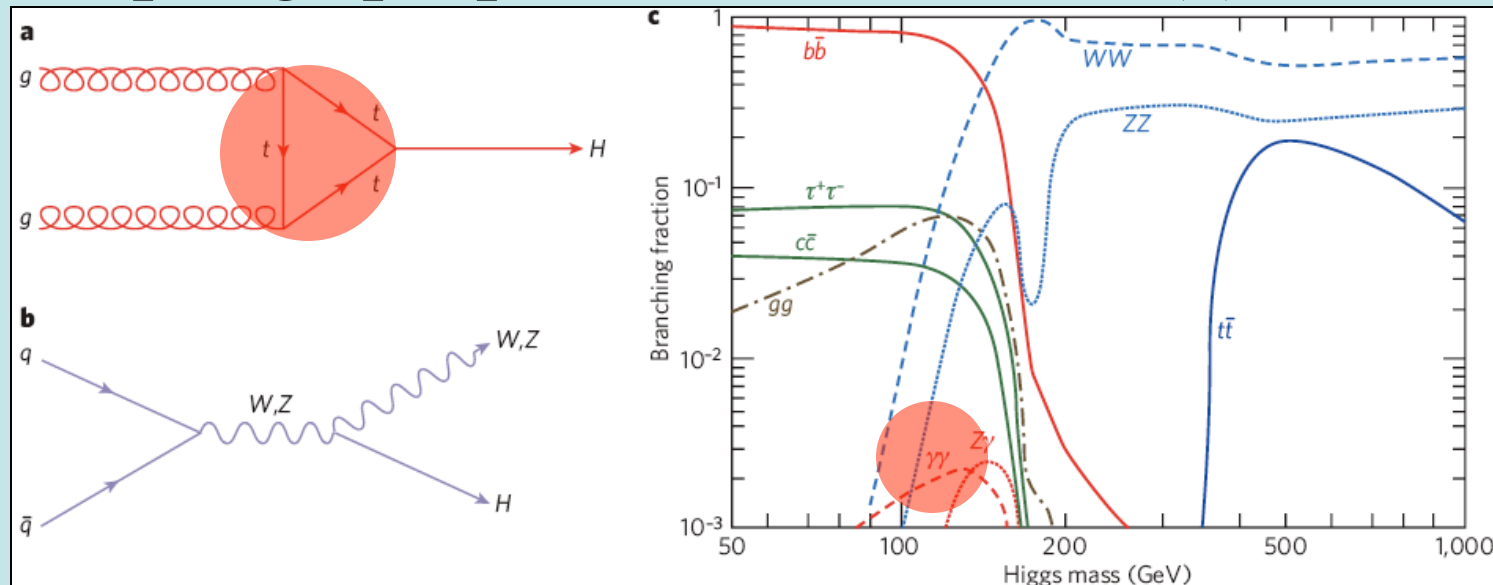 a
g
t
t
t
H
g
b
q
W,Z
W,Z
H
q̄
c
1
10⁻¹
10⁻²
10⁻³
Branching fraction
bb̄
WW
ZZ
τ⁺τ⁻
cc̄
gg
tt̄
γγ
Zγ
50
100
200
500
1,000
Higgs mass (GeV)